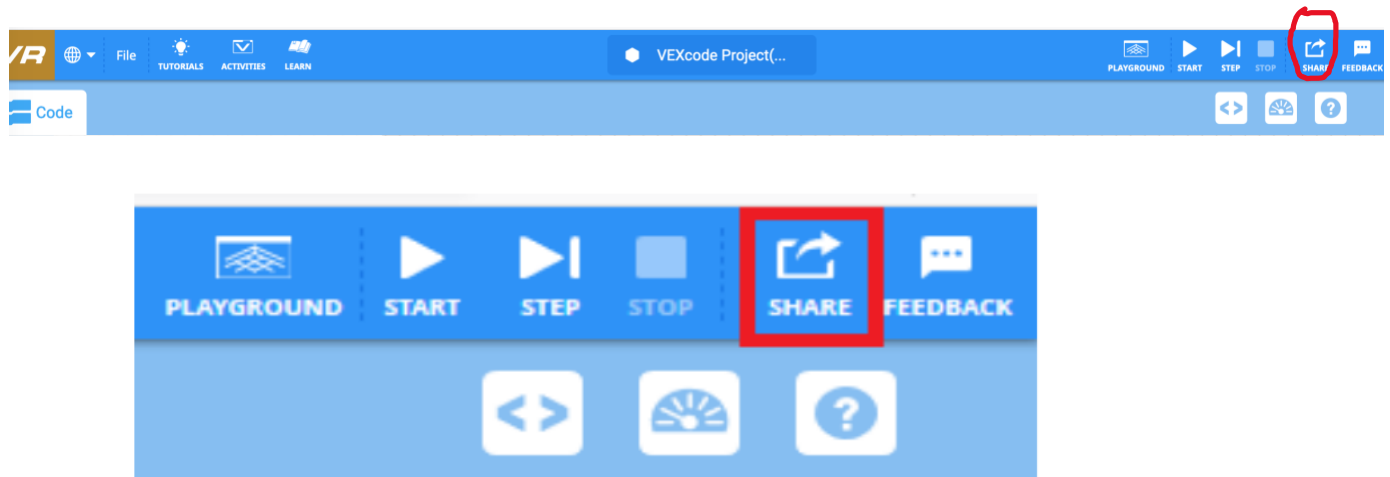 VR File TUTORIALS ACTIVITIES LEARN VEXcode Project(... PLAYGROUND START STEP STOP SHARE FEEDBACK
Code <> ?
PLAYGROUND START STEP STOP SHARE FEEDBACK
<> ?